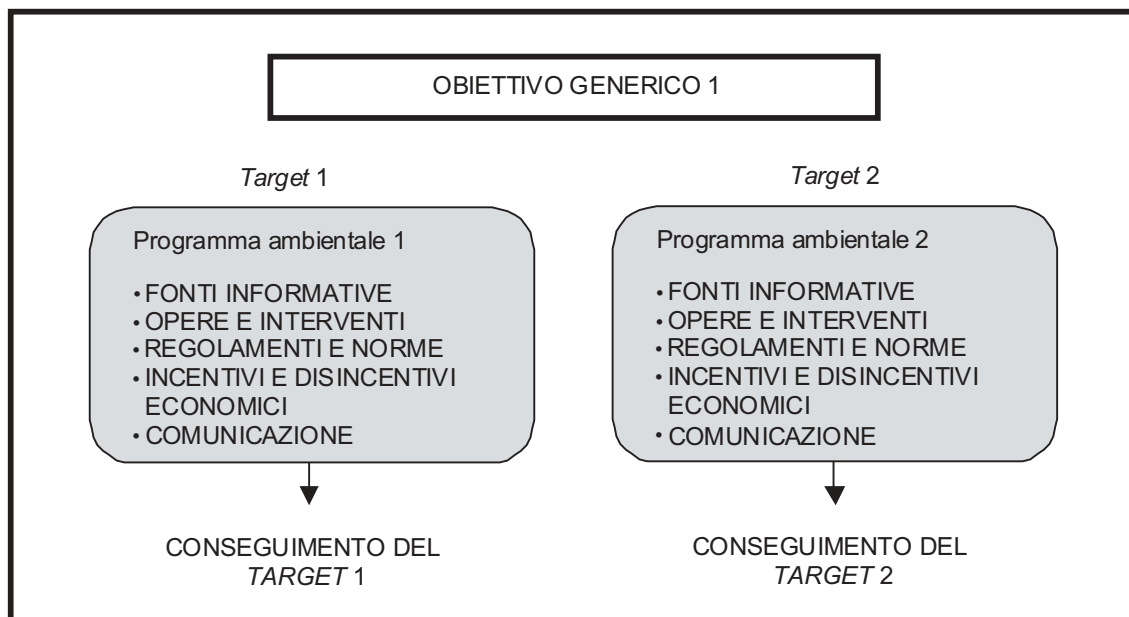 OBIETTIVO GENERICO 1
Target 1
Programma ambientale 1
• FONTI INFORMATIVE
• OPERE E INTERVENTI
• REGOLAMENTI E NORME
• INCENTIVI E DISINCENTIVI
ECONOMICI
• COMUNICAZIONE
CONSEGUIMENTO DEL
TARGET 1
Target 2
Programma ambientale 2
• FONTI INFORMATIVE
• OPERE E INTERVENTI
• REGOLAMENTI E NORME
• INCENTIVI E DISINCENTIVI
ECONOMICI
• COMUNICAZIONE
CONSEGUIMENTO DEL
TARGET 2